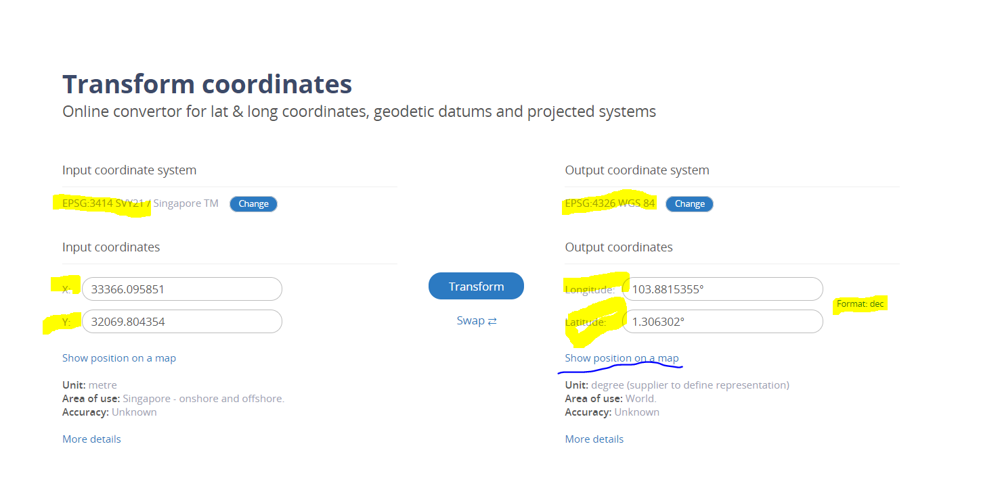 Transform coordinates
Online convertor for lat & long coordinates, geodetic datums and projected systems
Input coordinate system
EPSG:3414 SVY21 / Singapore TM Change
Input coordinates
X: 33366.095851
Y: 32069.804354
Show position on a map
Unit: metre
Area of use: Singapore - onshore and offshore.
Accuracy: Unknown
More details
Transform
Swap ⇄
Output coordinate system
EPSG:4326 WGS 84 Change
Output coordinates
Longitude: 103.8815355°
Latitude: 1.306302°
Format: dec
Show position on a map
Unit: degree (supplier to define representation)
Area of use: World.
Accuracy: Unknown
More details